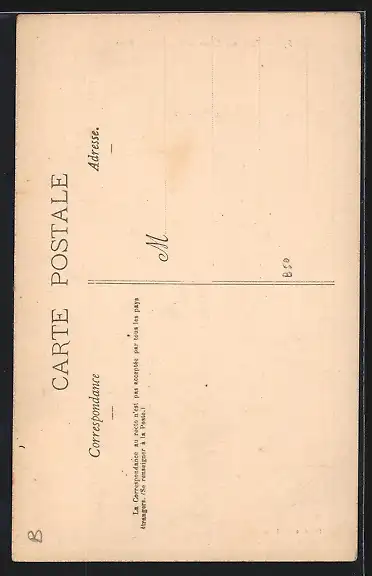 CARTE POSTALE
Correspondance
Adresse.
La Correspondance au recto n'est pas acceptée par tous les pays
étrangers. (Se renseigner à la Poste.)
M
B50
B